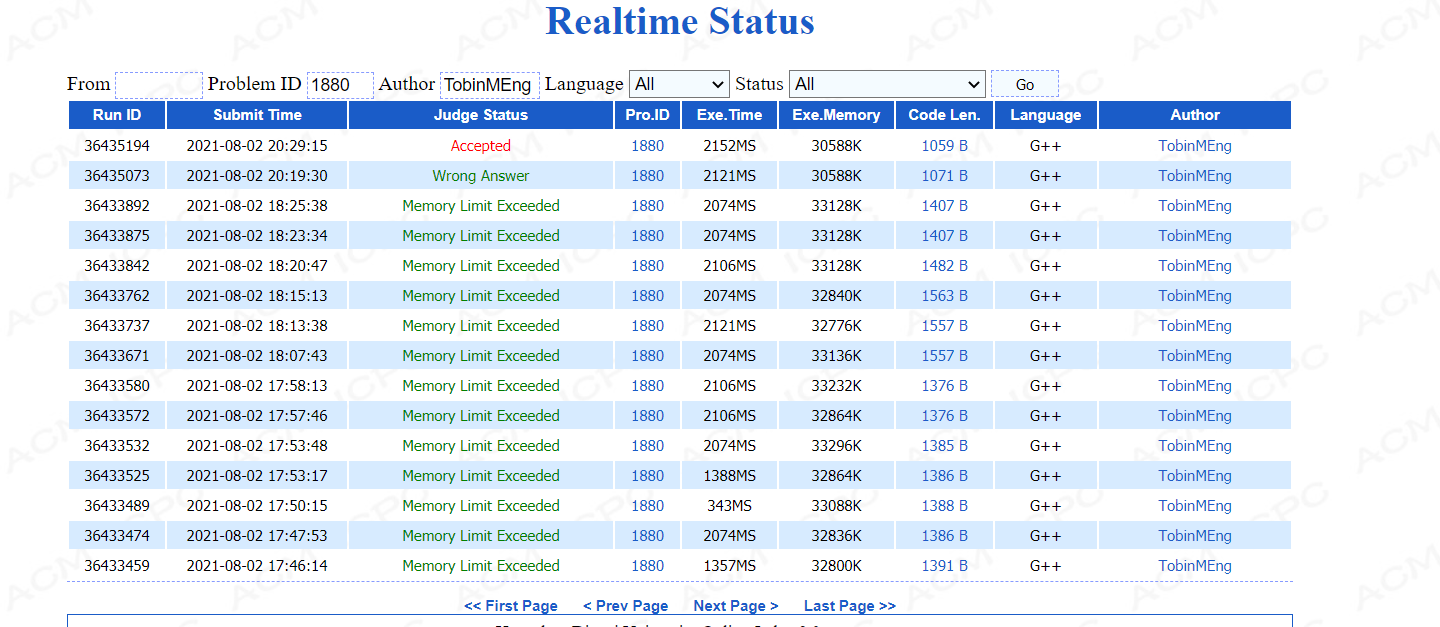 Realtime Status
From Problem ID 1880 Author TobinMEng Language All Status All Go
Run ID Submit Time Judge Status Pro.ID Exe.Time Exe.Memory Code Len. Language Author
36435194 2021-08-02 20:29:15 Accepted 1880 2152MS 30588K 1059 B G++ TobinMEng
36435073 2021-08-02 20:19:30 Wrong Answer 1880 2121MS 30588K 1071 B G++ TobinMEng
36433892 2021-08-02 18:25:38 Memory Limit Exceeded 1880 2074MS 33128K 1407 B G++ TobinMEng
36433875 2021-08-02 18:23:34 Memory Limit Exceeded 1880 2074MS 33128K 1407 B G++ TobinMEng
36433842 2021-08-02 18:20:47 Memory Limit Exceeded 1880 2106MS 33128K 1482 B G++ TobinMEng
36433762 2021-08-02 18:15:13 Memory Limit Exceeded 1880 2074MS 32840K 1563 B G++ TobinMEng
36433737 2021-08-02 18:13:38 Memory Limit Exceeded 1880 2121MS 32776K 1557 B G++ TobinMEng
36433671 2021-08-02 18:07:43 Memory Limit Exceeded 1880 2074MS 33136K 1557 B G++ TobinMEng
36433580 2021-08-02 17:58:13 Memory Limit Exceeded 1880 2106MS 33232K 1376 B G++ TobinMEng
36433572 2021-08-02 17:57:46 Memory Limit Exceeded 1880 2106MS 32864K 1376 B G++ TobinMEng
36433532 2021-08-02 17:53:48 Memory Limit Exceeded 1880 2074MS 33296K 1385 B G++ TobinMEng
36433525 2021-08-02 17:53:17 Memory Limit Exceeded 1880 1388MS 32864K 1386 B G++ TobinMEng
36433489 2021-08-02 17:50:15 Memory Limit Exceeded 1880 343MS 33088K 1388 B G++ TobinMEng
36433474 2021-08-02 17:47:53 Memory Limit Exceeded 1880 2074MS 32836K 1386 B G++ TobinMEng
36433459 2021-08-02 17:46:14 Memory Limit Exceeded 1880 1357MS 32800K 1391 B G++ TobinMEng
<< First Page < Prev Page Next Page > Last Page >>